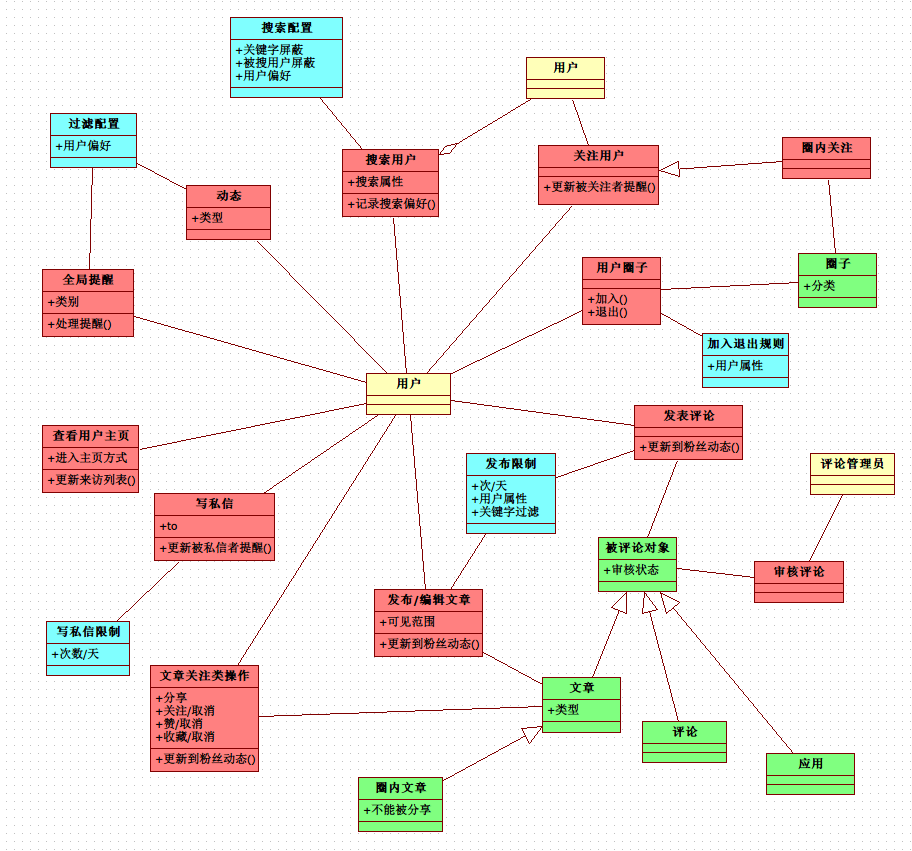 搜索配置
+关键字屏蔽
+被搜用户屏蔽
+用户偏好
用户
过滤配置
+用户偏好
搜索用户
+搜索属性
+记录搜索偏好()
关注用户
+更新被关注者提醒()
圈内关注
动态
+类型
全局提醒
+类别
+处理提醒()
用户圈子
+加入()
+退出()
圈子
+分类
加入退出规则
+用户属性
用户
发表评论
+更新到粉丝动态()
查看用户主页
+进入主页方式
+更新来访列表()
发布限制
+次/天
+用户属性
+关键字过滤
评论管理员
写私信
+to
+更新被私信者提醒()
被评论对象
+审核状态
审核评论
发布/编辑文章
+可见范围
+更新到粉丝动态()
写私信限制
+次数/天
文章关注类操作
+分享
+关注/取消
+赞/取消
+收藏/取消
+更新到粉丝动态()
文章
+类型
评论
应用
圈内文章
+不能被分享